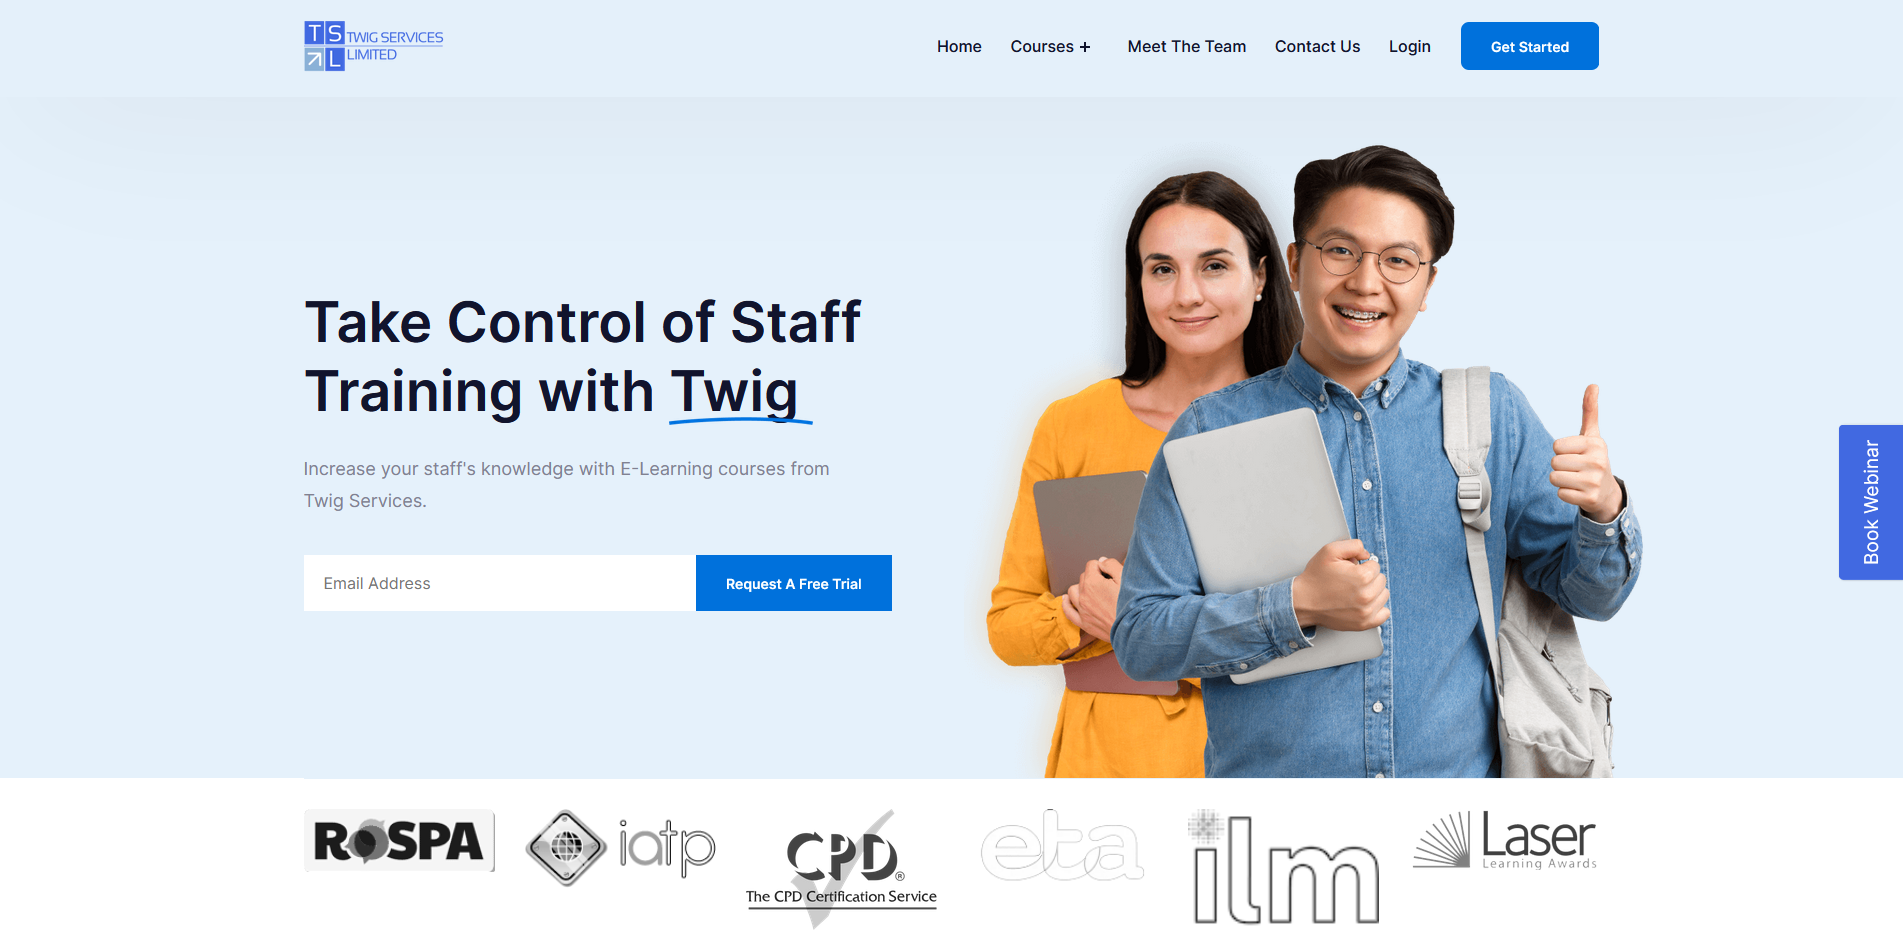 TS
L
TWIG SERVICES
LIMITED
Home
Courses +
Meet The Team
Contact Us
Login
Get Started
Take Control of Staff
Training with Twig
Increase your staff's knowledge with E-Learning courses from
Twig Services.
Email Address
Request A Free Trial
Book Webinar
RoSPA
iatp
CPD®
The CPD Certification Service
eta
ilm
Laser
Learning Awards